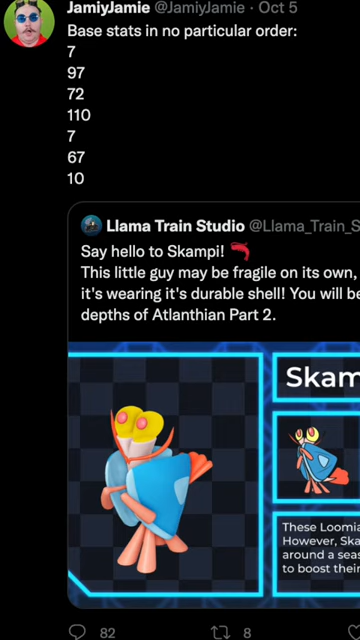 JamiyJamie @JamiyJamie · Oct 5
Base stats in no particular order:
7
97
72
110
7
67
10
Llama Train Studio @Llama_Train_S
Say hello to Skampi! 🦐
This little guy may be fragile on its own,
it's wearing it's durable shell! You will be
depths of Atlanthian Part 2.
Skam
These Loomia
However, Ska
around a seas
to boost their
82
8